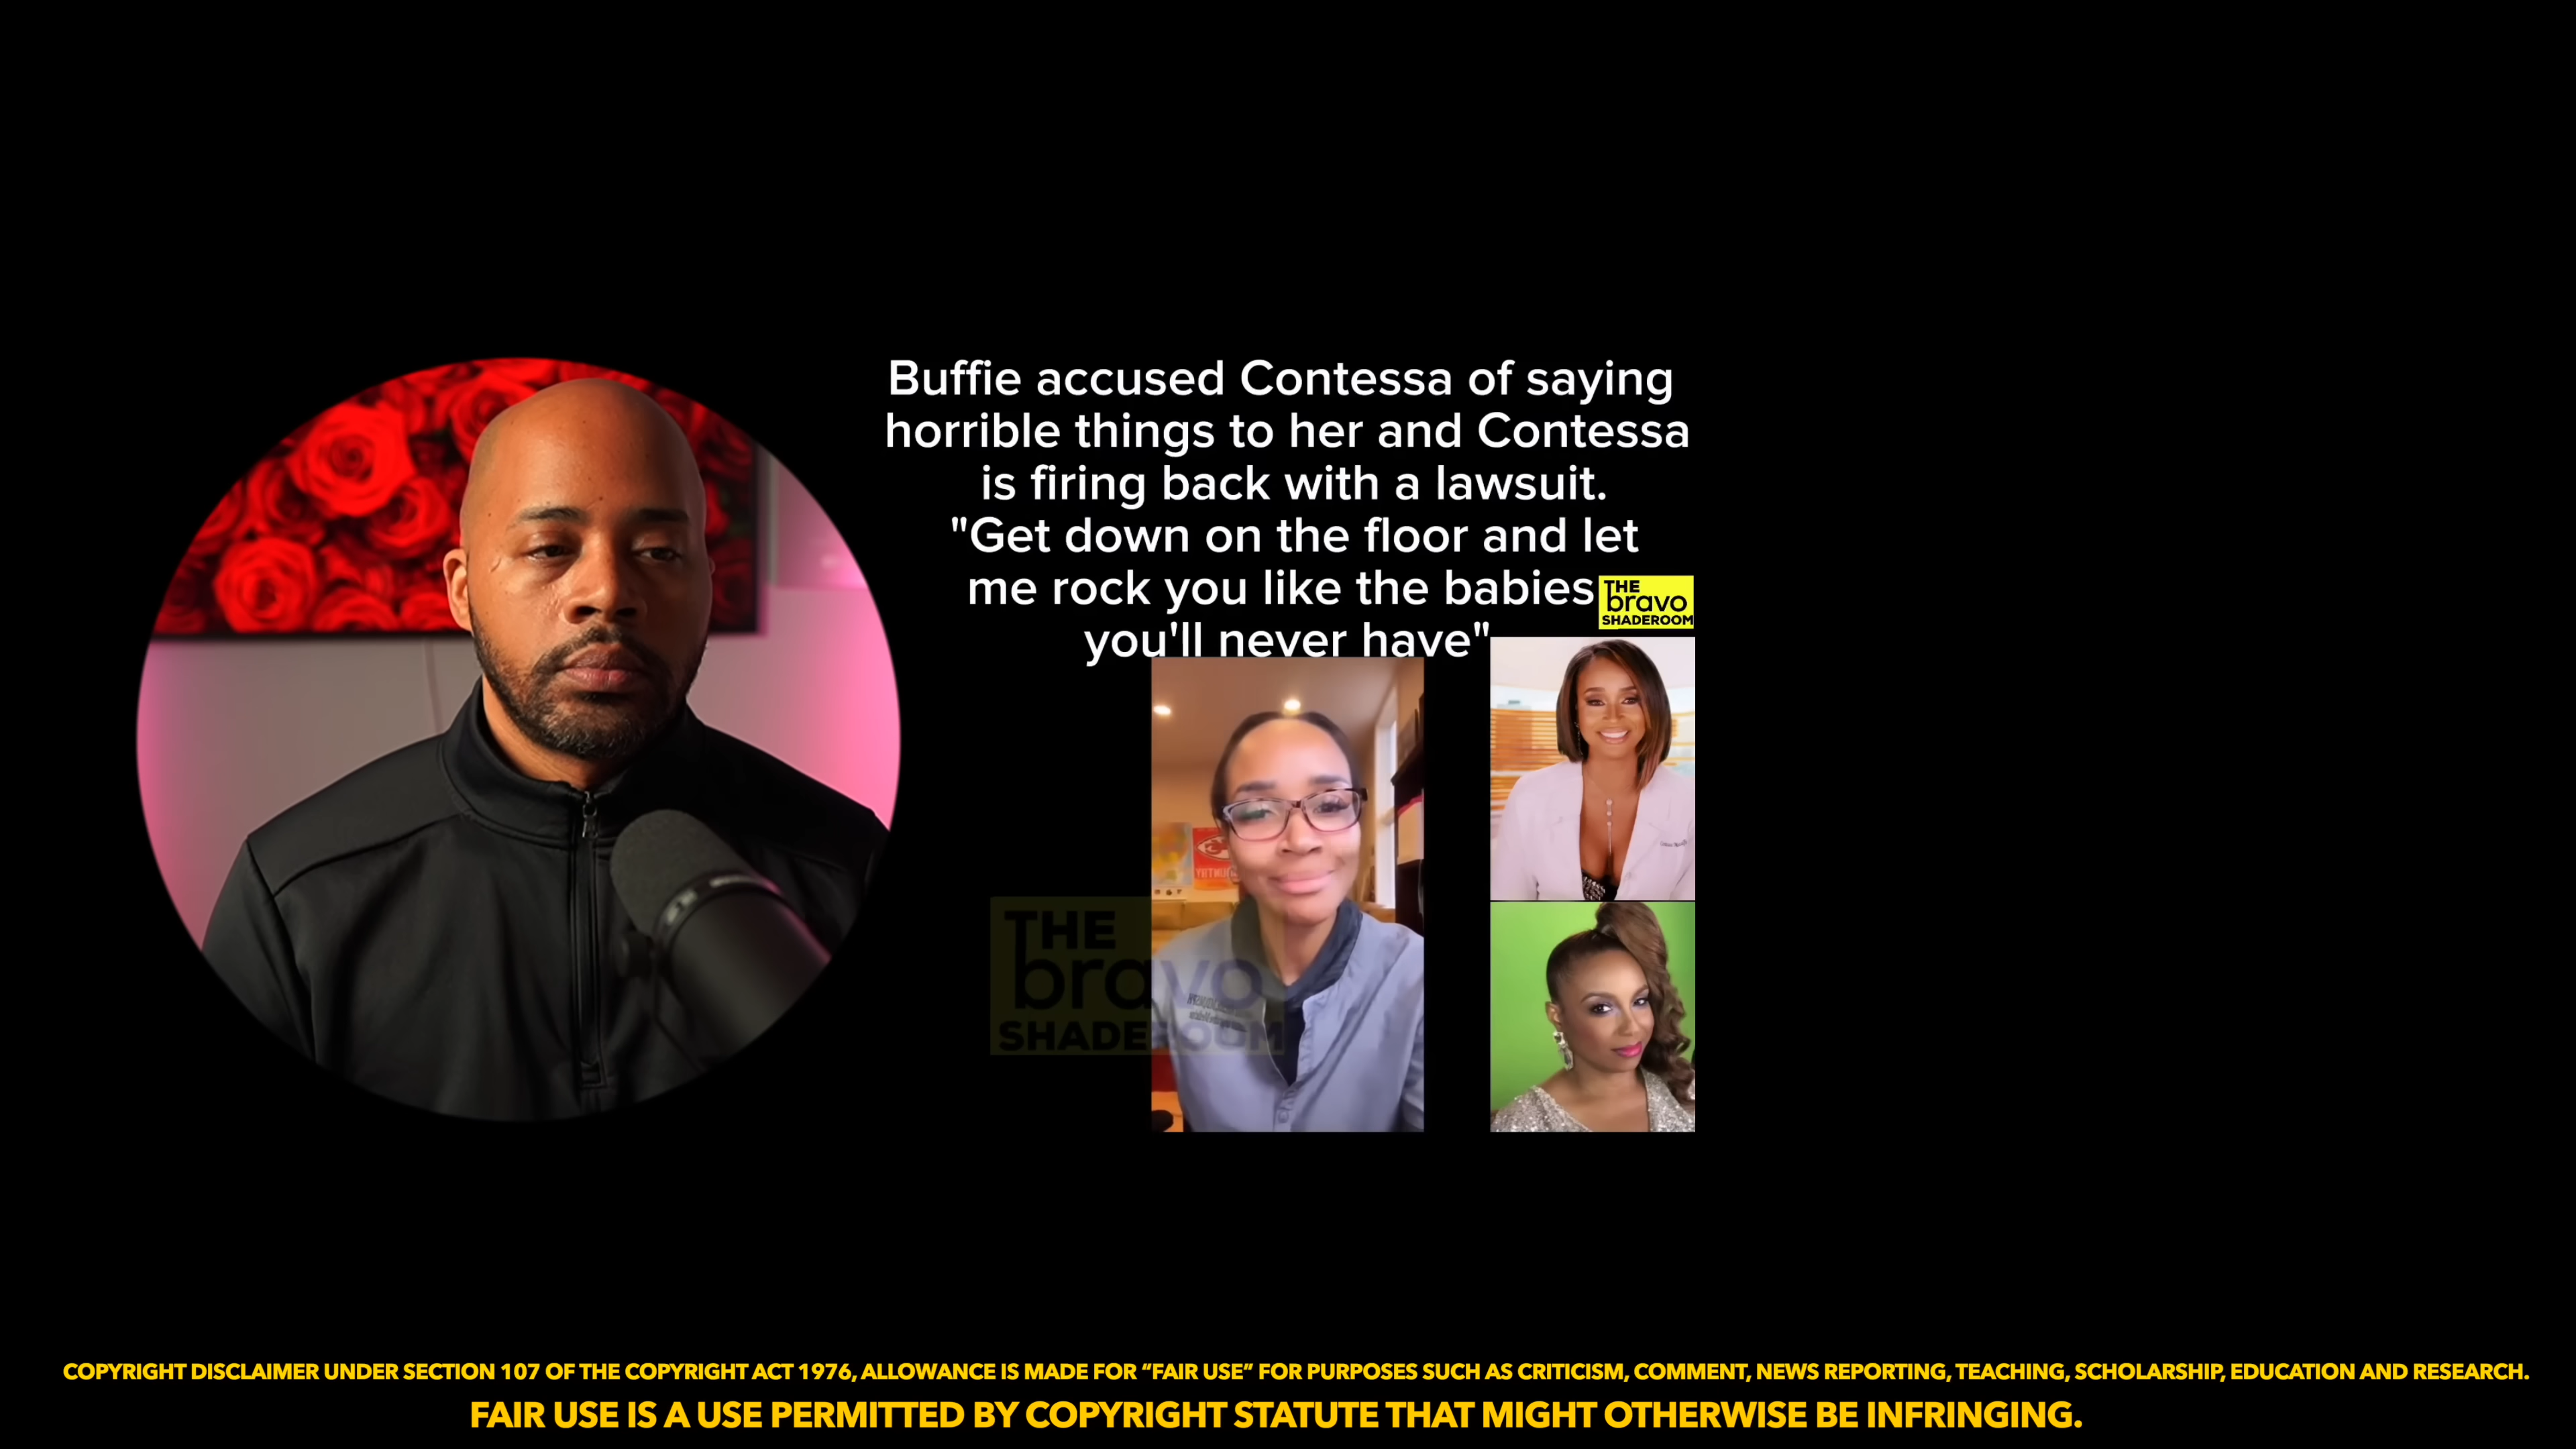 Buffie accused Contessa of saying
horrible things to her and Contessa
is firing back with a lawsuit.
"Get down on the floor and let
me rock you like the babies
you'll never have"
THE
bravo
SHADEROOM
THE
bravo
SHADEROOM
COPYRIGHT DISCLAIMER UNDER SECTION 107 OF THE COPYRIGHT ACT 1976, ALLOWANCE IS MADE FOR “FAIR USE” FOR PURPOSES SUCH AS CRITICISM, COMMENT, NEWS REPORTING, TEACHING, SCHOLARSHIP, EDUCATION AND RESEARCH.
FAIR USE IS A USE PERMITTED BY COPYRIGHT STATUTE THAT MIGHT OTHERWISE BE INFRINGING.